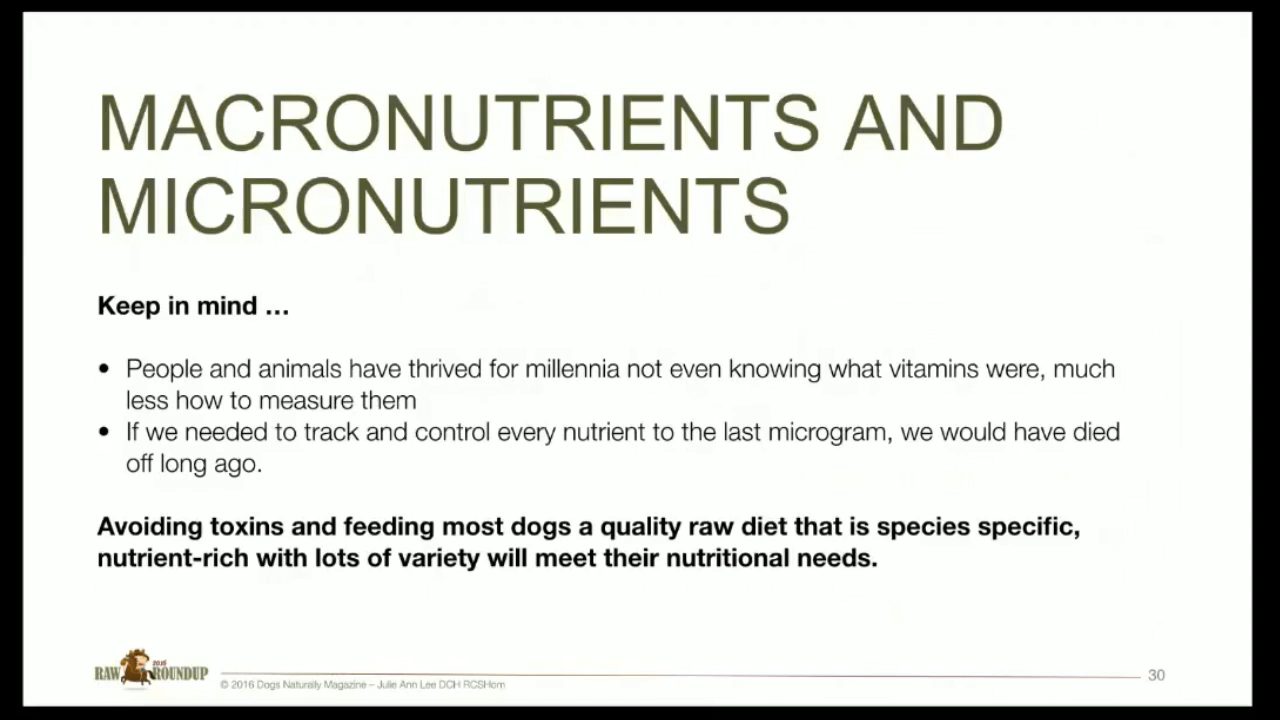 MACRONUTRIENTS AND
MICRONUTRIENTS
Keep in mind ...
• People and animals have thrived for millennia not even knowing what vitamins were, much
less how to measure them
• If we needed to track and control every nutrient to the last microgram, we would have died
off long ago.
Avoiding toxins and feeding most dogs a quality raw diet that is species specific,
nutrient-rich with lots of variety will meet their nutritional needs.
2016
RAW ROUNDUP
© 2016 Dogs Naturally Magazine – Julie Ann Lee DCH RCSHom
30